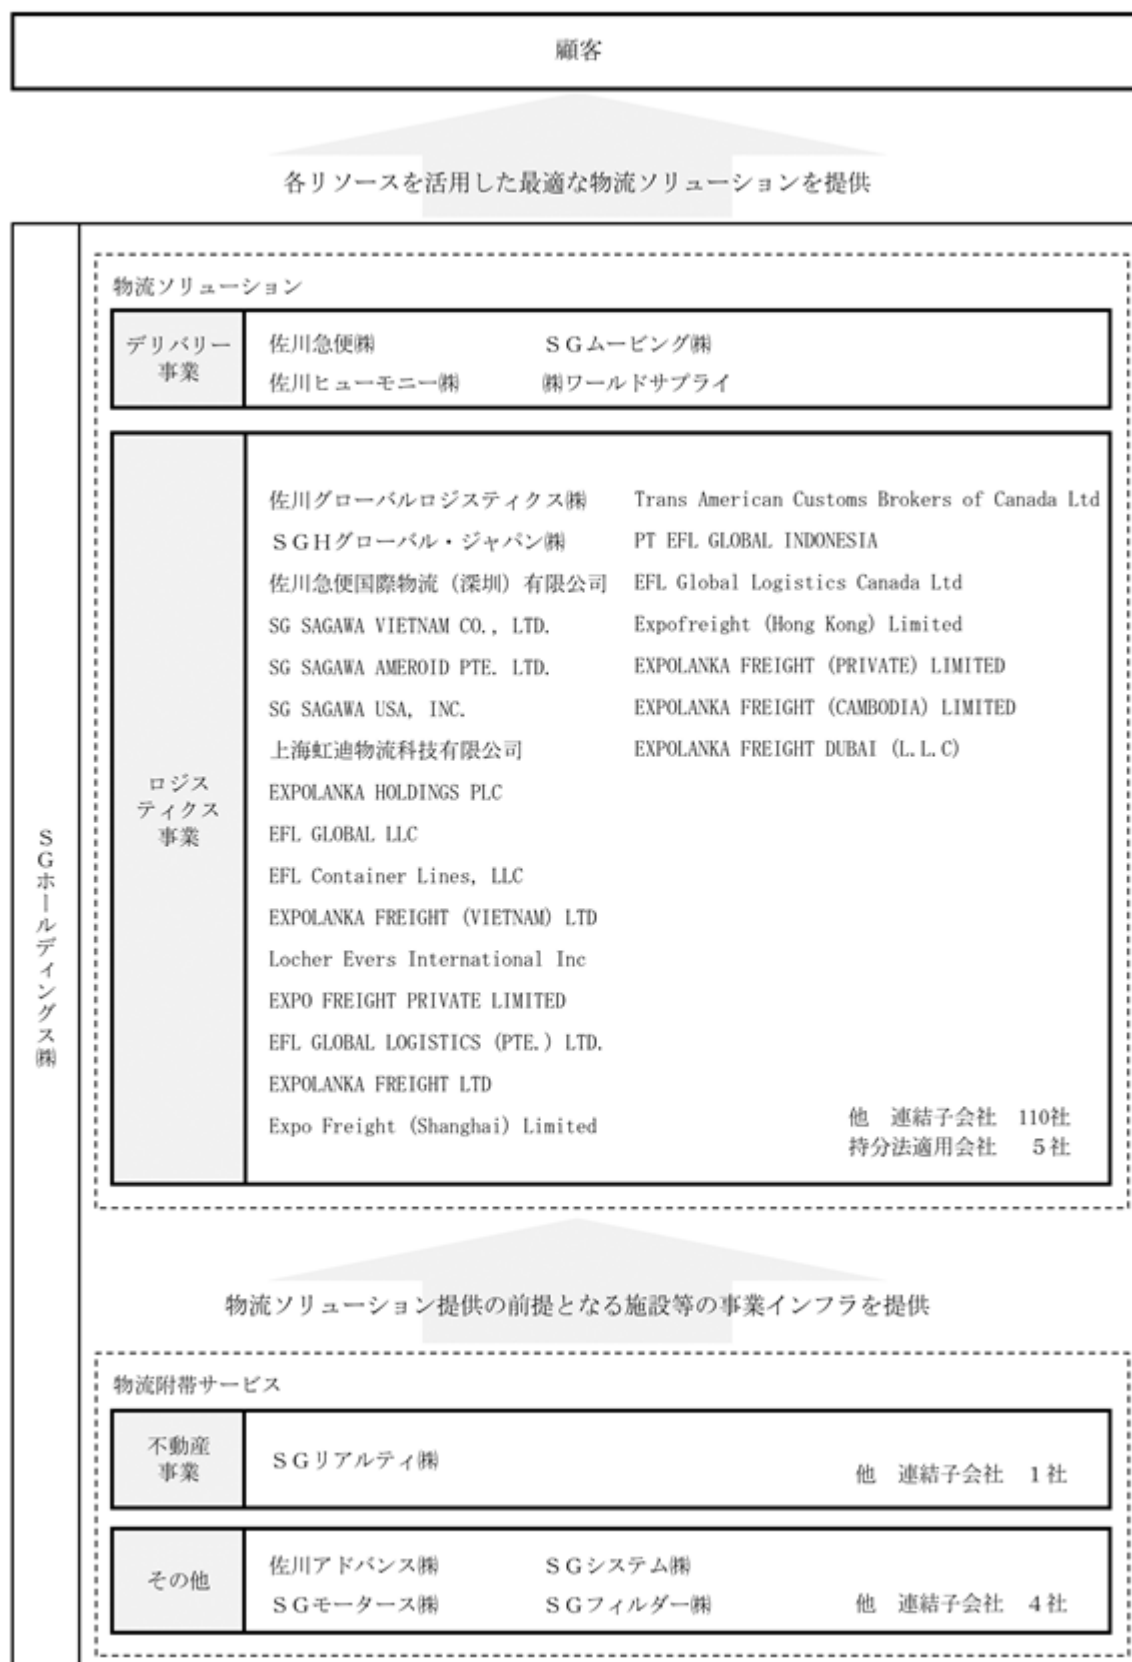 顧客
各リソースを活用した最適な物流ソリューションを提供
SGホールディングス㈱
物流ソリューション
デリバリー
事業
佐川急便㈱ ＳＧムービング㈱
佐川ヒューモニー㈱ ㈱ワールドサプライ
ロジス
ティクス
事業
佐川グローバルロジスティクス㈱ Trans American Customs Brokers of Canada Ltd
ＳＧＨグローバル・ジャパン㈱ PT EFL GLOBAL INDONESIA
佐川急便国際物流（深圳）有限公司 EFL Global Logistics Canada Ltd
SG SAGAWA VIETNAM CO., LTD. Expofreight (Hong Kong) Limited
SG SAGAWA AMEROID PTE. LTD. EXPOLANKA FREIGHT (PRIVATE) LIMITED
SG SAGAWA USA, INC. EXPOLANKA FREIGHT (CAMBODIA) LIMITED
上海虹迪物流科技有限公司 EXPOLANKA FREIGHT DUBAI (L.L.C)
EXPOLANKA HOLDINGS PLC
EFL GLOBAL LLC
EFL Container Lines, LLC
EXPOLANKA FREIGHT (VIETNAM) LTD
Locher Evers International Inc
EXPO FREIGHT PRIVATE LIMITED
EFL GLOBAL LOGISTICS (PTE.) LTD.
EXPOLANKA FREIGHT LTD
Expo Freight (Shanghai) Limited
他 連結子会社 110社
持分法適用会社 ５社
物流ソリューション提供の前提となる施設等の事業インフラを提供
物流附帯サービス
不動産
事業
ＳＧリアルティ㈱
他 連結子会社 １社
その他
佐川アドバンス㈱ ＳＧシステム㈱
ＳＧモータース㈱ ＳＧフィルダー㈱ 他 連結子会社 ４社